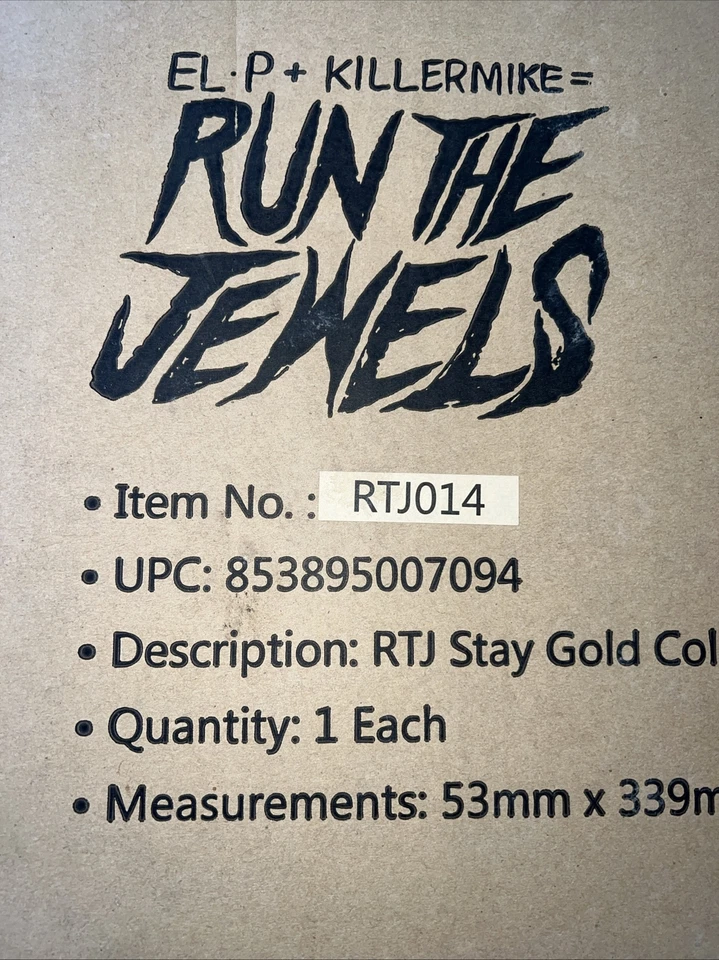 EL·P + KILLERMIKE =
RUN THE
JEWELS
• Item No. : RTJ014
• UPC: 853895007094
• Description: RTJ Stay Gold Col
• Quantity: 1 Each
• Measurements: 53mm x 339m